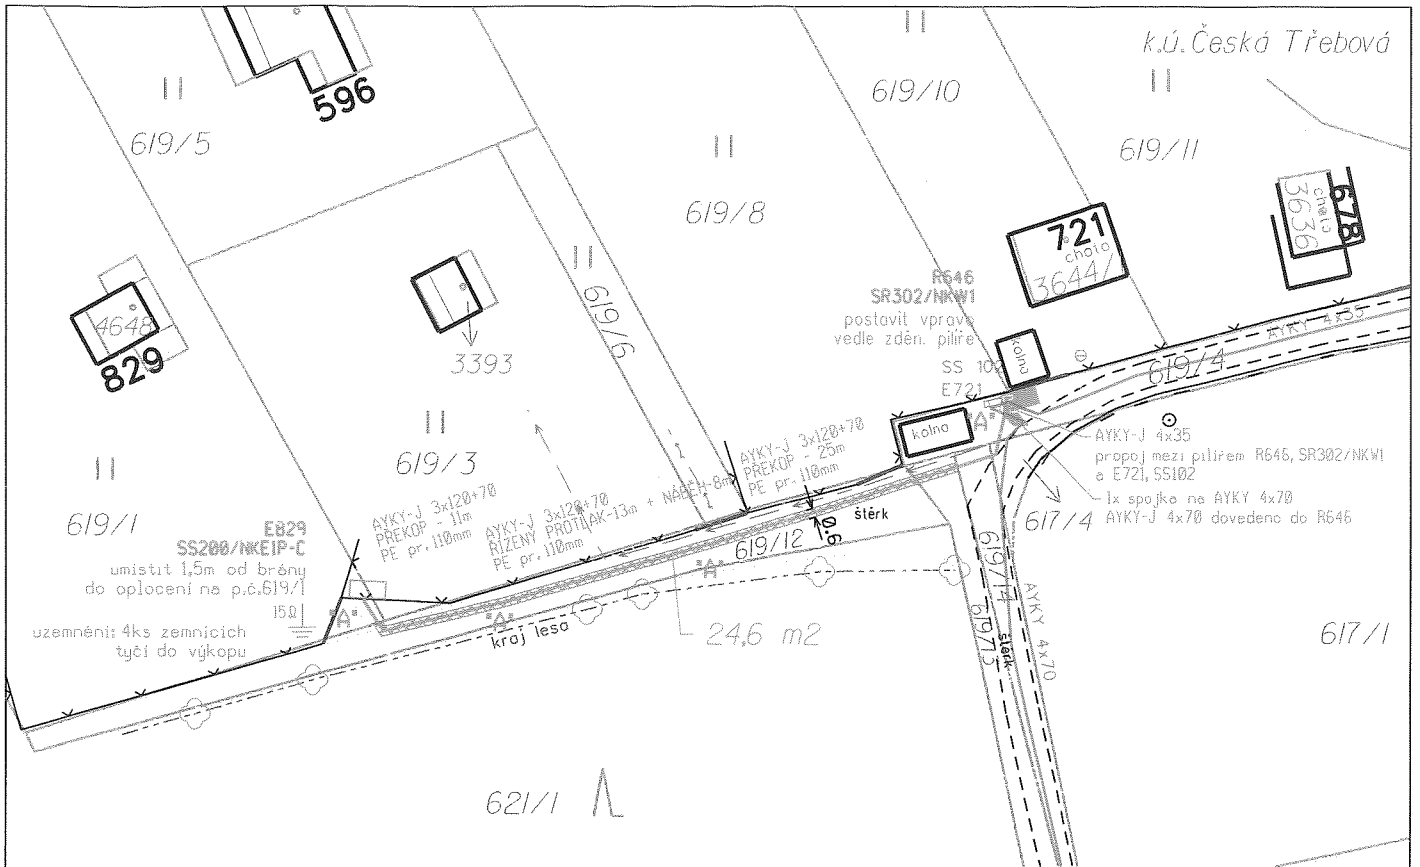 k.ú. Česká Třebová
596
619/5
619/10
619/11
619/8
3636
chata
678
721
chata
3644/
R646
SR302/NKW1
postavit vpravo
vedle zděn. pilíře
kolna
SS 102
E721
"A"
kolna
AYKY 4x35
619/4
619/6
4648
829
3393
619/3
619/1
AYKY-J 4x35
propoj mezi pilířem R646, SR302/NKW1
a E721, SS102
1x spojka na AYKY 4x70
AYKY-J 4x70 dovedeno do R646
617/4
AYKY-J 3x120+70
PŘEKOP - 25m
PE pr.110mm
AYKY-J 3x120+70
ŘÍZENÝ PROTLAK-13m + NÁBĚH-8m
PE pr.110mm
AYKY-J 3x120+70
PŘEKOP - 11m
PE pr.110mm
E829
SS200/NKE1P-C
umístit 1,5m od brány
do oplocení na p.č.619/1
15Ω
uzemnění: 4ks zemnících
tyčí do výkopu
"A"
"A"
"A"
štěrk
0.6
619/12
kraj lesa
24,6 m2
619/14
619/13
štěrk
AYKY 4x70
617/1
621/1